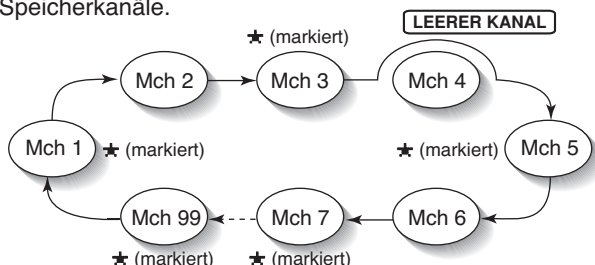 Speicherkanäle.
LEERER KANAL
★ (markiert)
Mch 2
Mch 3
Mch 4
Mch 1
★ (markiert)
★ (markiert)
Mch 5
Mch 99
Mch 7
Mch 6
★ (markiert)
★ (markiert)